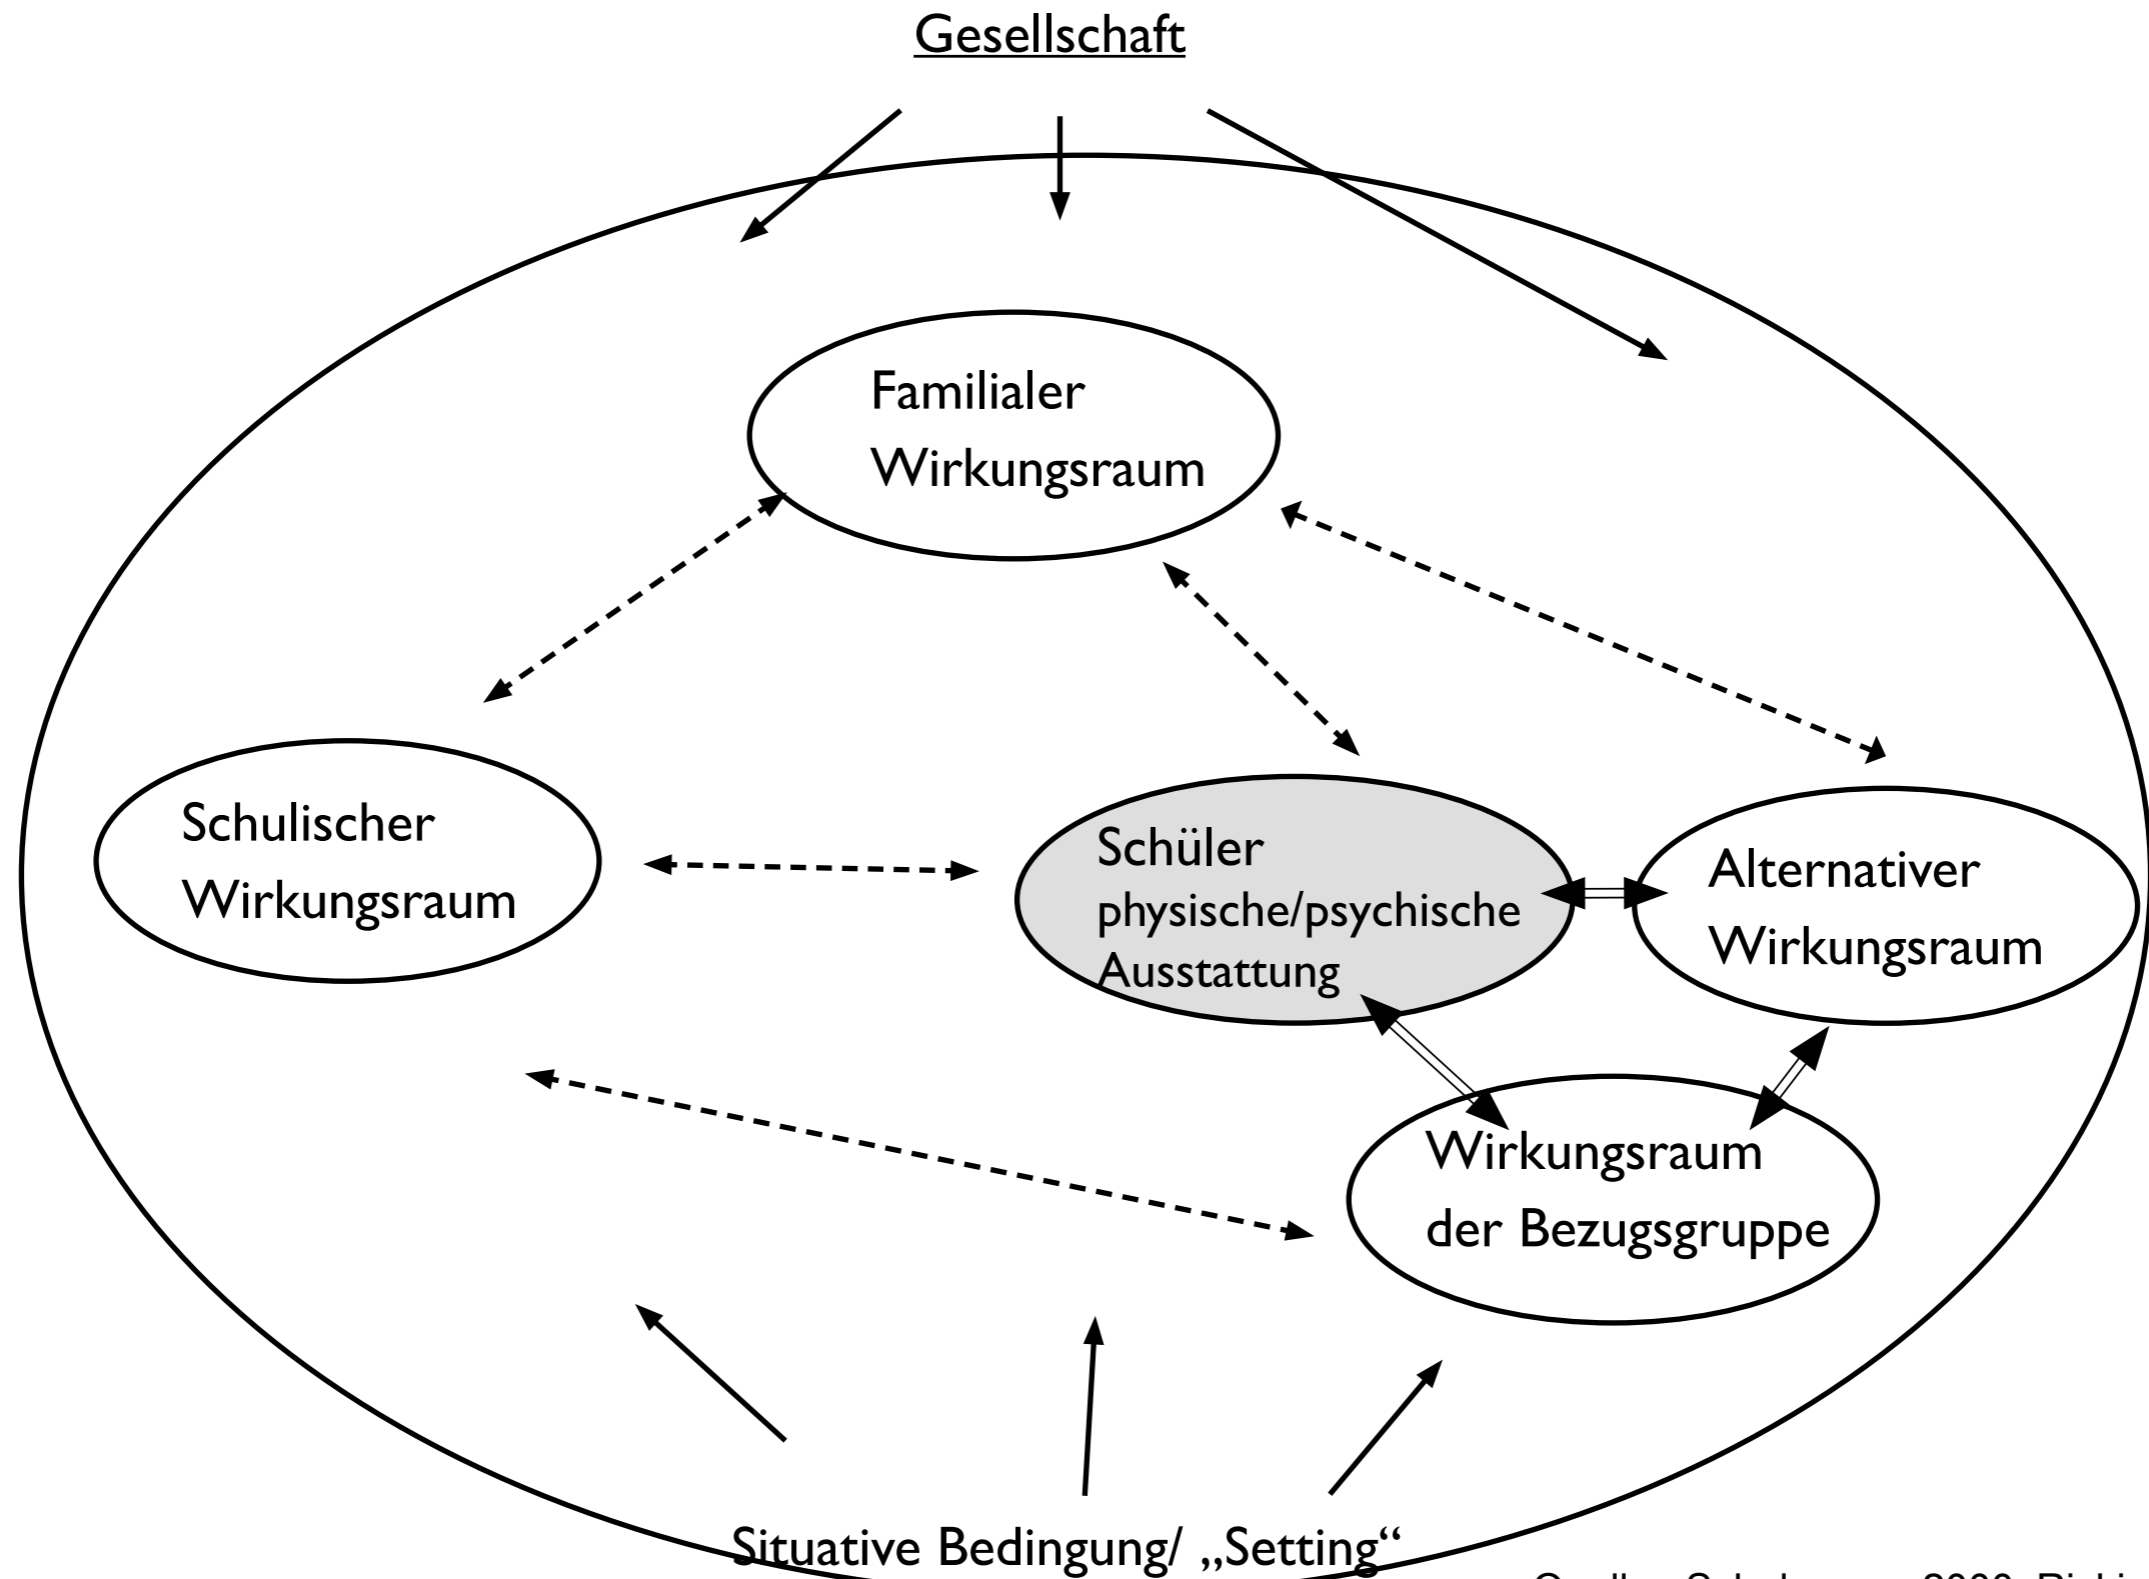 Gesellschaft
Familialer
Wirkungsraum
Schulischer
Wirkungsraum
Schüler
physische/psychische
Ausstattung
Alternativer
Wirkungsraum
Wirkungsraum
der Bezugsgruppe
Situative Bedingung/ „Setting“